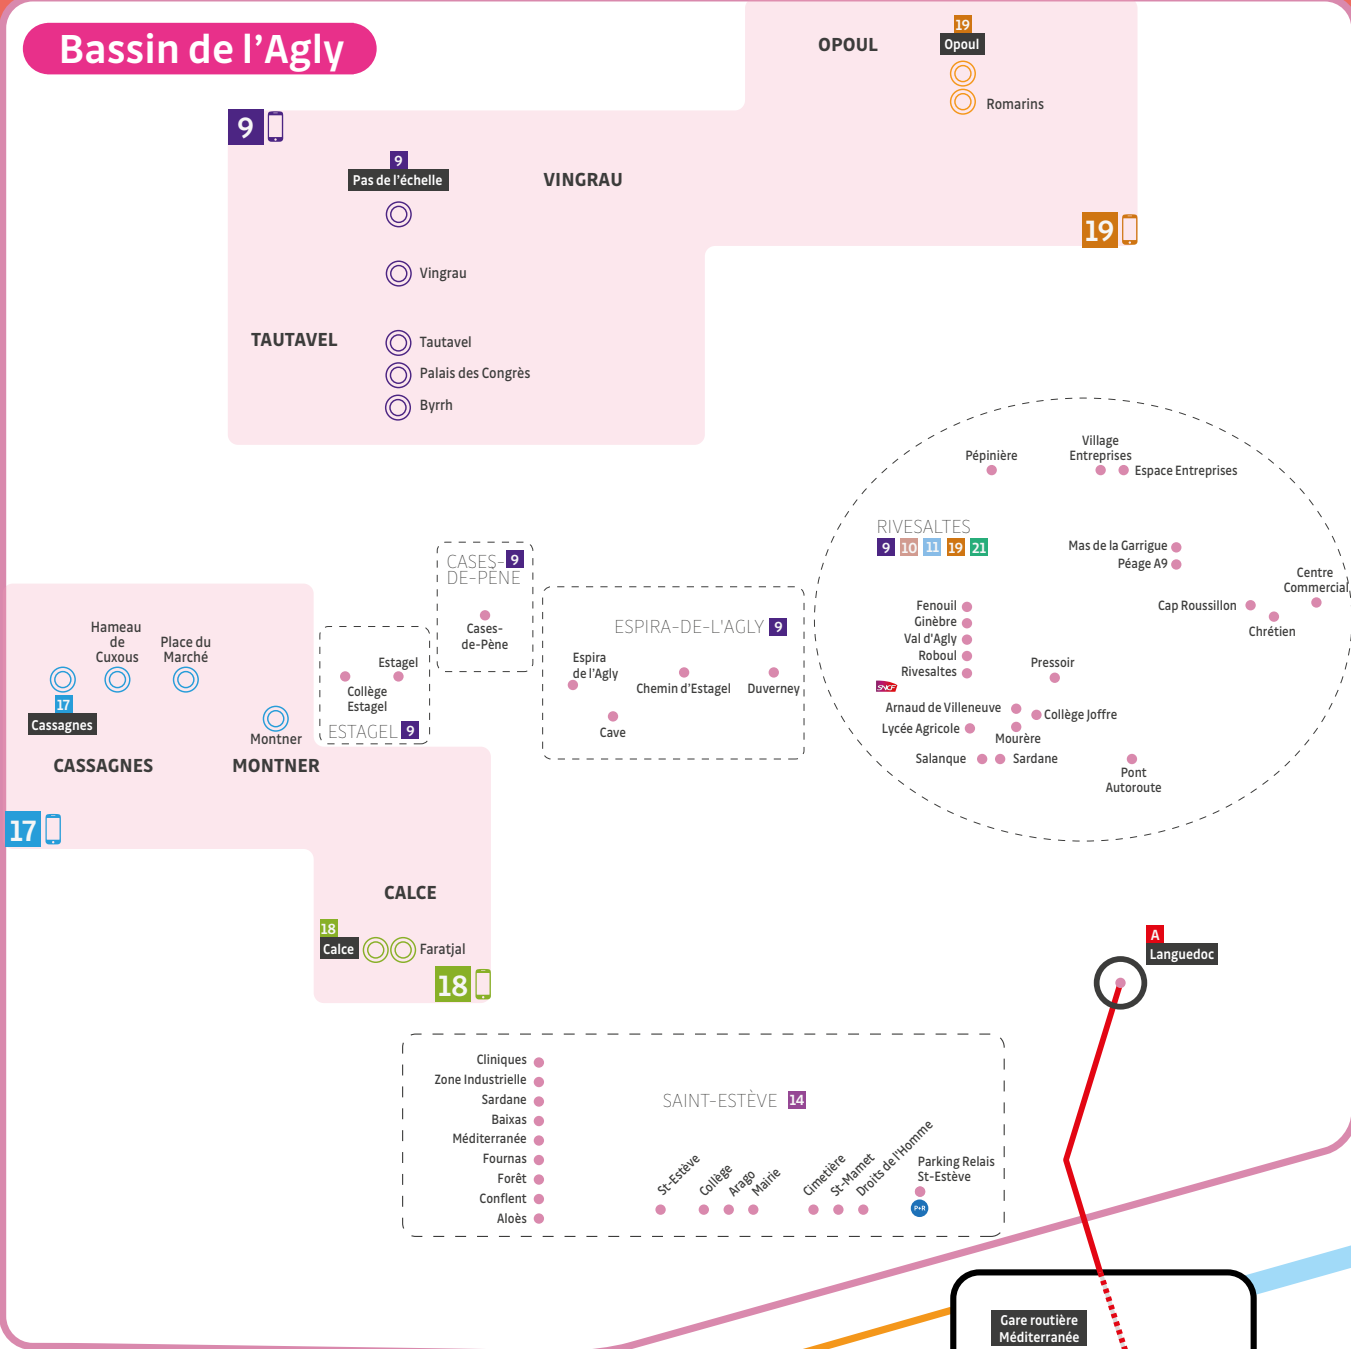 Bassin de l'Agly
OPOUL
19
Opoul
Romarins
19
9
9
Pas de l'échelle
VINGRAU
Vingrau
TAUTAVEL
Tautavel
Palais des Congrès
Byrrh
Pépinière
Village
Entreprises
Espace Entreprises
RIVESALTES
9 10 11 19 21
Mas de la Garrigue
Péage A9
Centre
Commercial
Cap Roussillon
Chrétien
Fenouil
Ginèbre
Val d'Agly
Roboul
Rivesaltes
SNCF
Pressoir
Arnaud de Villeneuve
Collège Joffre
Lycée Agricole
Mourère
Salanque
Sardane
Pont
Autoroute
CASES-
DE-PÈNE
9
Cases-
de-Pène
ESPIRA-DE-L'AGLY 9
Espira
de l'Agly
Chemin d'Estagel
Duverney
Cave
Estagel
Collège
Estagel
ESTAGEL 9
Hameau
de
Cuxous
Place du
Marché
17
Cassagnes
Montner
CASSAGNES
MONTNER
17
CALCE
18
Calce
Faratjal
18
A
Languedoc
Cliniques
Zone Industrielle
Sardane
Baixas
Méditerranée
Fournas
Forêt
Conflent
Aloès
SAINT-ESTÈVE 14
St-Estève
Collège
Arago
Mairie
Cimetière
St-Mamet
Droits de l'Homme
Parking Relais
St-Estève
P+R
Gare routière
Méditerranée